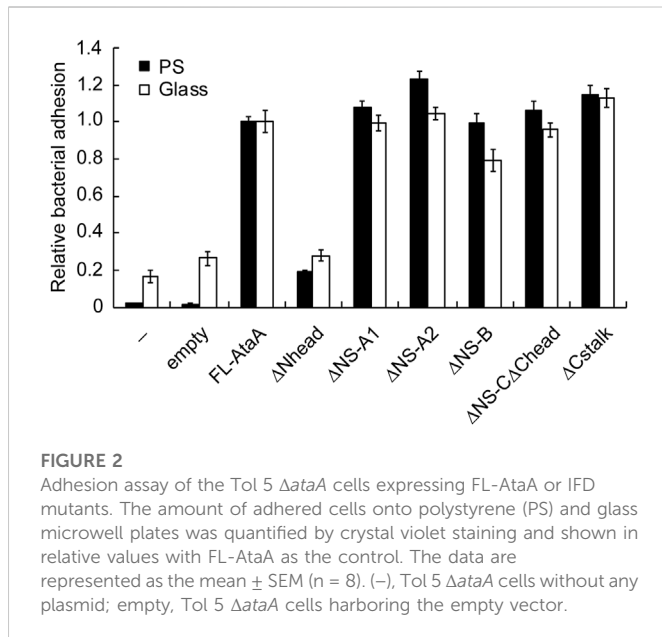 PS
Glass
Relative bacterial adhesion
1.4
1.2
1.0
0.8
0.6
0.4
0.2
0
–
empty
FL-AtaA
ΔNhead
ΔNS-A1
ΔNS-A2
ΔNS-B
ΔNS-CΔChead
ΔCstalk
FIGURE 2
Adhesion assay of the Tol 5 ΔataA cells expressing FL-AtaA or IFD
mutants. The amount of adhered cells onto polystyrene (PS) and glass
microwell plates was quantified by crystal violet staining and shown in
relative values with FL-AtaA as the control. The data are
represented as the mean ± SEM (n = 8). (−), Tol 5 ΔataA cells without any
plasmid; empty, Tol 5 ΔataA cells harboring the empty vector.